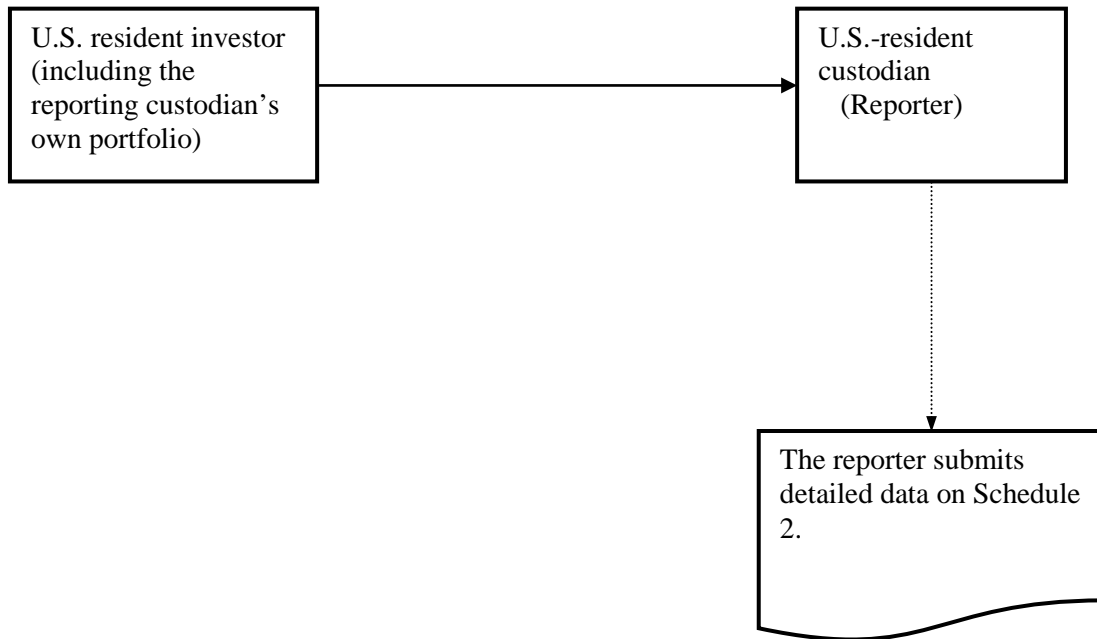 U.S. resident investor
(including the
reporting custodian's
own portfolio)
U.S.-resident
custodian
(Reporter)
The reporter submits
detailed data on Schedule
2.